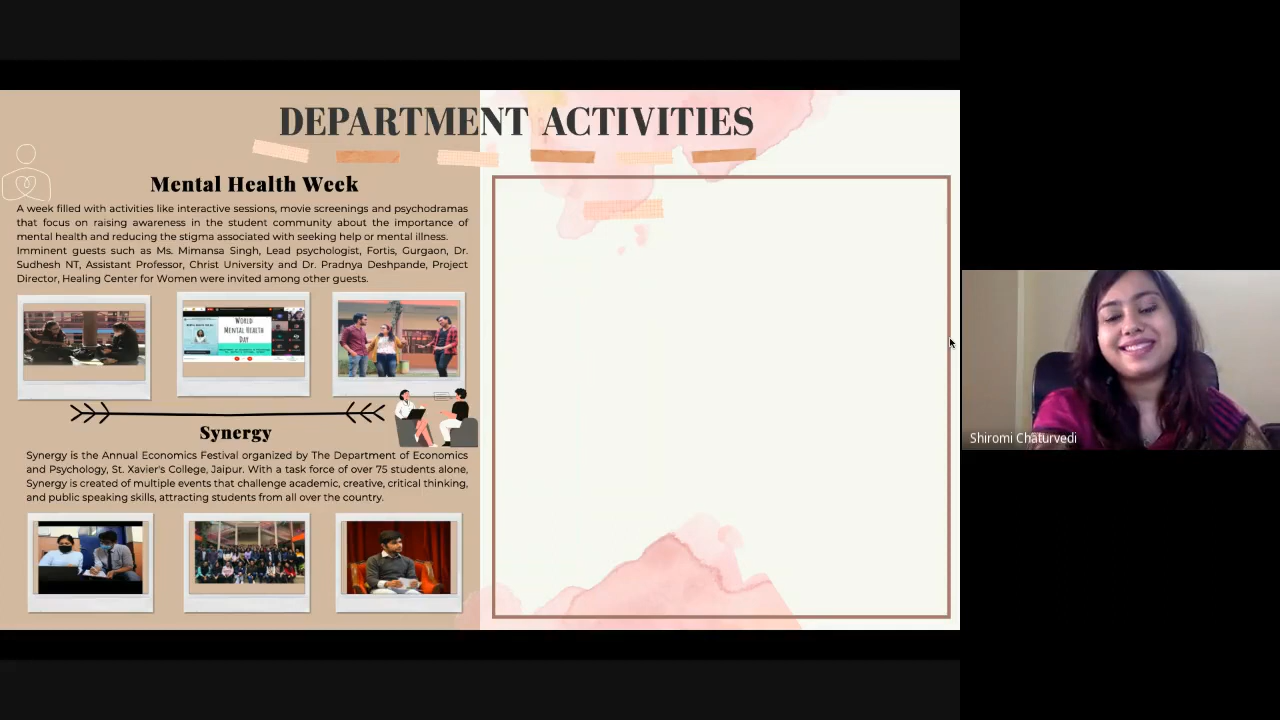 DEPARTMENT ACTIVITIES
Mental Health Week
A week filled with activities like interactive sessions, movie screenings and psychodramas
that focus on raising awareness in the student community about the importance of
mental health and reducing the stigma associated with seeking help or mental illness.
Imminent guests such as Ms. Mimansa Singh, Lead psychologist, Fortis, Gurgaon, Dr.
Sudhesh NT, Assistant Professor, Christ University and Dr. Pradnya Deshpande, Project
Director, Healing Center for Women were invited among other guests.
WORLD
MENTAL HEALTH
DAY
Synergy
Synergy is the Annual Economics Festival organized by The Department of Economics
and Psychology, St. Xavier's College, Jaipur. With a task force of over 75 students alone,
Synergy is created of multiple events that challenge academic, creative, critical thinking,
and public speaking skills, attracting students from all over the country.
Shiromi Chaturvedi